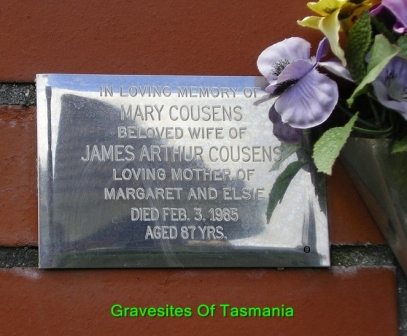 IN LOVING MEMORY OF
MARY COUSENS
BELOVED WIFE OF
JAMES ARTHUR COUSENS
LOVING MOTHER OF
MARGARET AND ELSIE
DIED FEB. 3. 1985
AGED 87 YRS.
Gravesites Of Tasmania